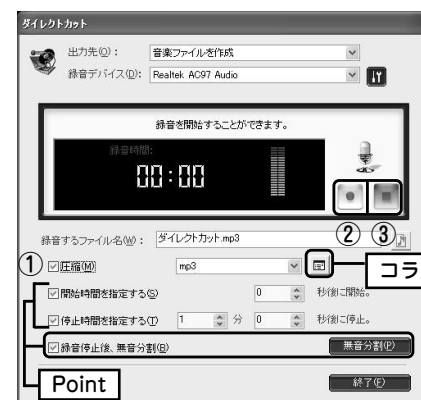 ダイレクトカット
出力先(O)： 音楽ファイルを作成
録音デバイス(D)： Realtek AC97 Audio
録音を開始することができます。
録音時間：
00:00
② ③
録音するファイル名(W)： ダイレクトカット.mp3
① 圧縮(M) mp3
コラ
開始時間を指定する(S) 0 秒後に開始。
停止時間を指定する(T) 1 分 0 秒後に停止。
録音停止後、無音分割(B) 無音分割(P)
Point 終了(E)